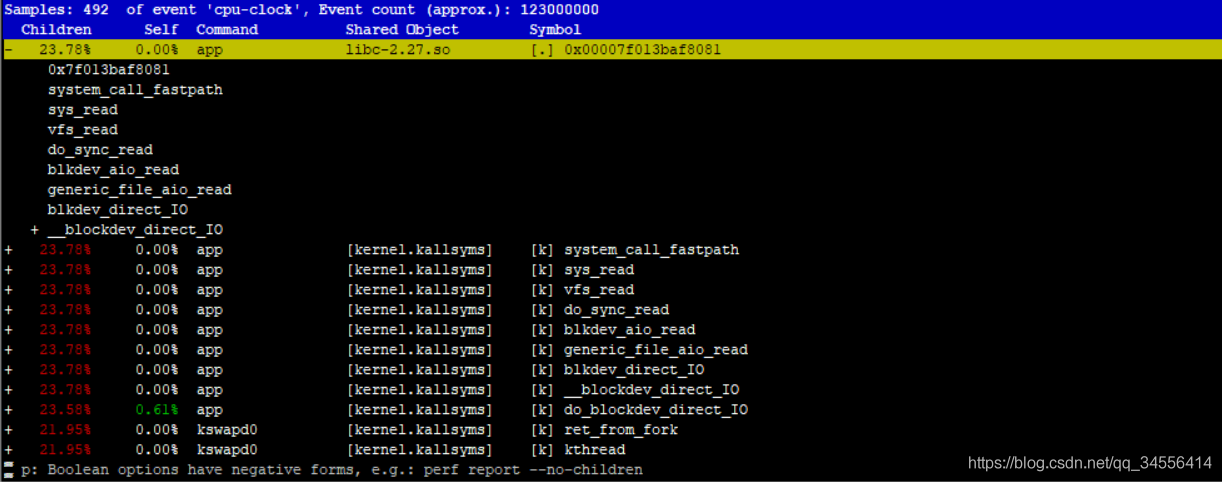 Samples: 492  of event 'cpu-clock', Event count (approx.): 123000000
  Children      Self  Command          Shared Object        Symbol
-   23.78%     0.00%  app              libc-2.27.so         [.] 0x00007f013baf8081
     0x7f013baf8081
     system_call_fastpath
     sys_read
     vfs_read
     do_sync_read
     blkdev_aio_read
     generic_file_aio_read
     blkdev_direct_IO
   + __blockdev_direct_IO
+   23.78%     0.00%  app              [kernel.kallsyms]    [k] system_call_fastpath
+   23.78%     0.00%  app              [kernel.kallsyms]    [k] sys_read
+   23.78%     0.00%  app              [kernel.kallsyms]    [k] vfs_read
+   23.78%     0.00%  app              [kernel.kallsyms]    [k] do_sync_read
+   23.78%     0.00%  app              [kernel.kallsyms]    [k] blkdev_aio_read
+   23.78%     0.00%  app              [kernel.kallsyms]    [k] generic_file_aio_read
+   23.78%     0.00%  app              [kernel.kallsyms]    [k] blkdev_direct_IO
+   23.78%     0.00%  app              [kernel.kallsyms]    [k] __blockdev_direct_IO
+   23.58%     0.61%  app              [kernel.kallsyms]    [k] do_blockdev_direct_IO
+   21.95%     0.00%  kswapd0          [kernel.kallsyms]    [k] ret_from_fork
+   21.95%     0.00%  kswapd0          [kernel.kallsyms]    [k] kthread
p: Boolean options have negative forms, e.g.: perf report --no-children
https://blog.csdn.net/qq_34556414